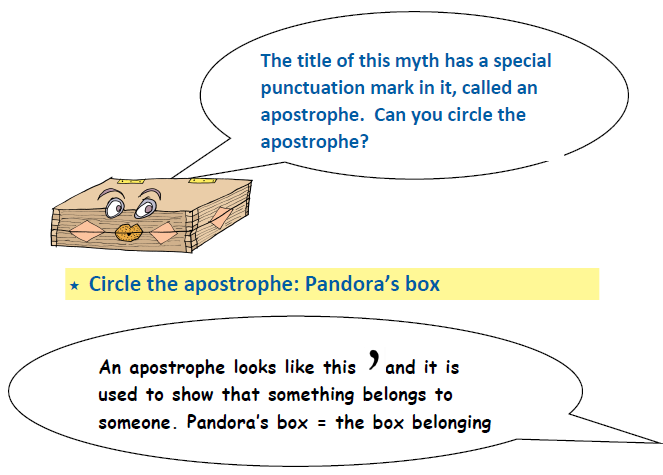 The title of this myth has a special
punctuation mark in it, called an
apostrophe.  Can you circle the
apostrophe?
★ Circle the apostrophe: Pandora’s box
An apostrophe looks like this ’ and it is
used to show that something belongs to
someone. Pandora’s box = the box belonging